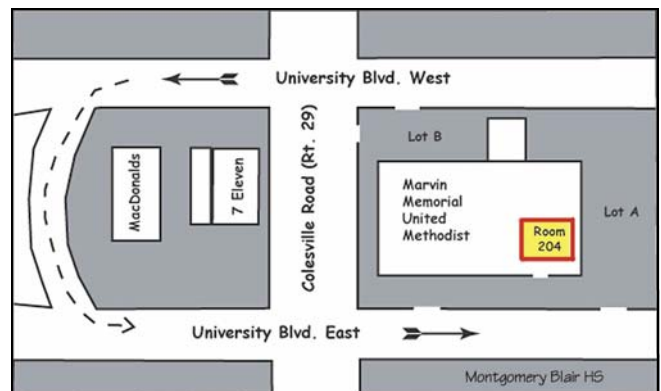 University Blvd. West
Colesville Road (Rt. 29)
MacDonalds
7 Eleven
Lot B
Marvin
Memorial
United
Methodist
Room
204
Lot A
University Blvd. East
Montgomery Blair HS